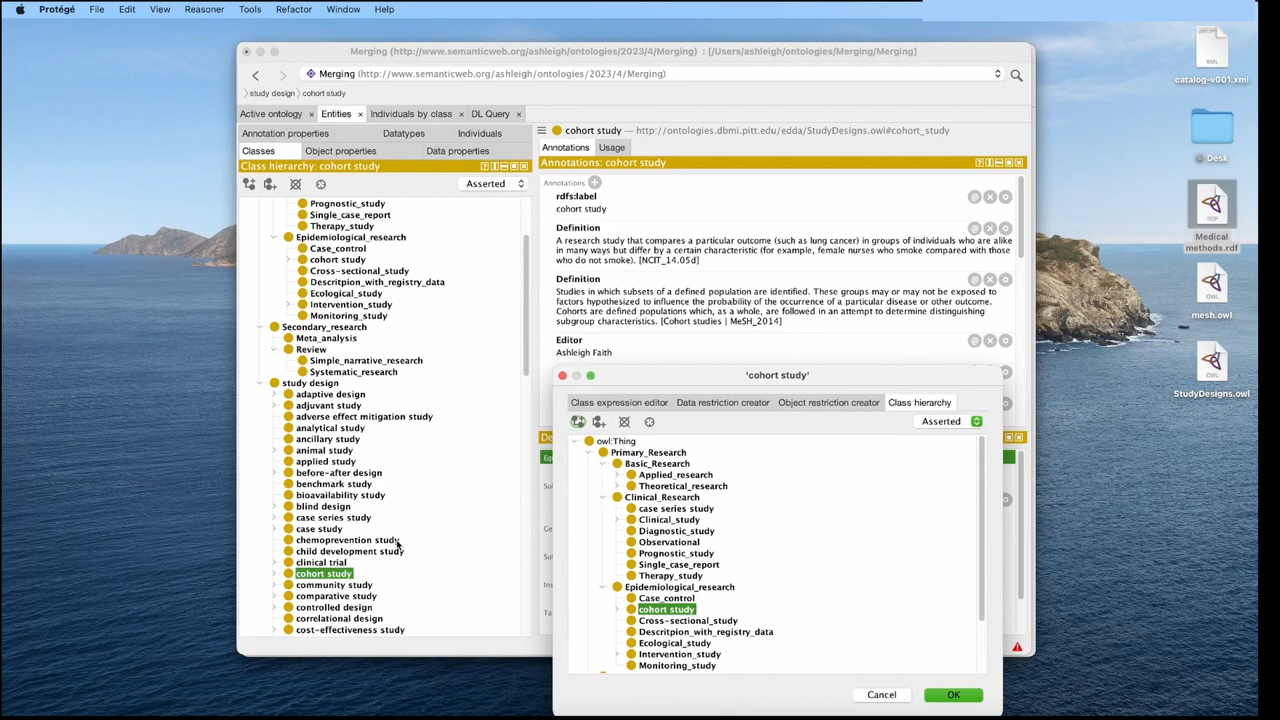 Protégé File Edit View Reasoner Tools Refactor Window Help
Merging (http://www.semanticweb.org/ashleigh/ontologies/2023/4/Merging) : [/Users/ashleigh/ontologies/Merging/Merging]
Merging (http://www.semanticweb.org/ashleigh/ontologies/2023/4/Merging)
study design cohort study
Active ontology Entities Individuals by class DL Query
Annotation properties Datatypes Individuals
Classes Object properties Data properties
Class hierarchy: cohort study
Asserted
Prognostic_study
Single_case_report
Therapy_study
Epidemiological_research
Case_control
cohort study
Cross-sectional_study
Descritpion_with_registry_data
Ecological_study
Intervention_study
Monitoring_study
Secondary_research
Meta_analysis
Review
Simple_narrative_research
Systematic_research
study design
adaptive design
adjuvant study
adverse effect mitigation study
analytical study
ancillary study
animal study
applied study
before-after design
benchmark study
bioavailability study
blind design
case series study
case study
chemoprevention study
child development study
clinical trial
cohort study
community study
comparative study
controlled design
correlational design
cost-effectiveness study
cohort study — http://ontologies.dbmi.pitt.edu/edda/StudyDesigns.owl#cohort_study
Annotations Usage
Annotations: cohort study
Annotations
rdfs:label
cohort study
Definition
A research study that compares a particular outcome (such as lung cancer) in groups of individuals who are alike
in many ways but differ by a certain characteristic (for example, female nurses who smoke compared with those
who do not smoke). [NCIT_14.05d]
Definition
Studies in which subsets of a defined population are identified. These groups may or may not be exposed to
factors hypothesized to influence the probability of the occurrence of a particular disease or other outcome.
Cohorts are defined populations which, as a whole, are followed in an attempt to determine distinguishing
subgroup characteristics. [Cohort studies | MeSH_2014]
Editor
Ashleigh Faith
'cohort study'
Class expression editor Data restriction creator Object restriction creator Class hierarchy
Asserted
owl:Thing
Primary_Research
Basic_Research
Applied_research
Theoretical_research
Clinical_Research
case series study
Clinical_study
Diagnostic_study
Observational
Prognostic_study
Single_case_report
Therapy_study
Epidemiological_research
Case_control
cohort study
Cross-sectional_study
Descritpion_with_registry_data
Ecological_study
Intervention_study
Monitoring_study
Cancel OK
XML
catalog-v001.xml
Desk
RDF
Medical
methods.rdf
OWL
mesh.owl
OWL
StudyDesigns.owl